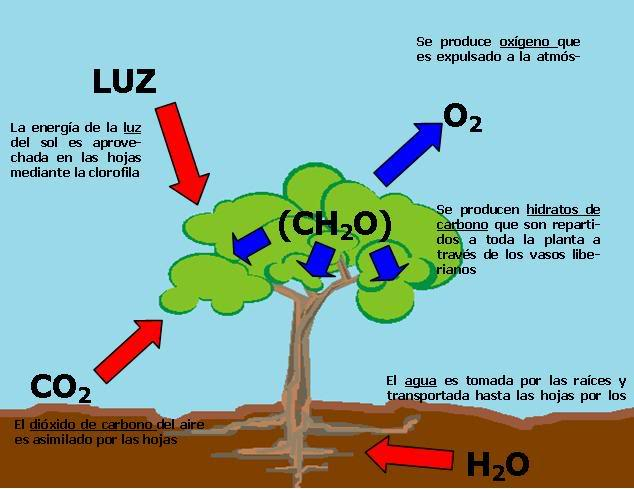 Se produce oxígeno que
es expulsado a la atmós-
LUZ
O2
La energía de la luz
del sol es aprove-
chada en las hojas
mediante la clorofila
(CH2O)
Se producen hidratos de
carbono que son reparti-
dos a toda la planta a
través de los vasos libe-
rianos
CO2
El dióxido de carbono del aire
es asimilado por las hojas
El agua es tomada por las raíces y
transportada hasta las hojas por los
H2O